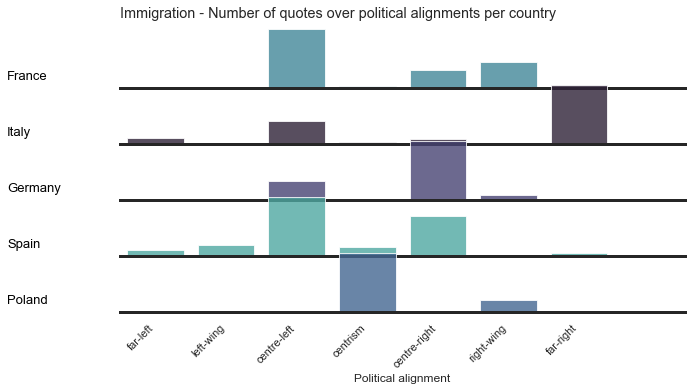 Immigration - Number of quotes over political alignments per country
France
Italy
Germany
Spain
Poland
far-left
left-wing
centre-left
centrism
centre-right
right-wing
far-right
Political alignment